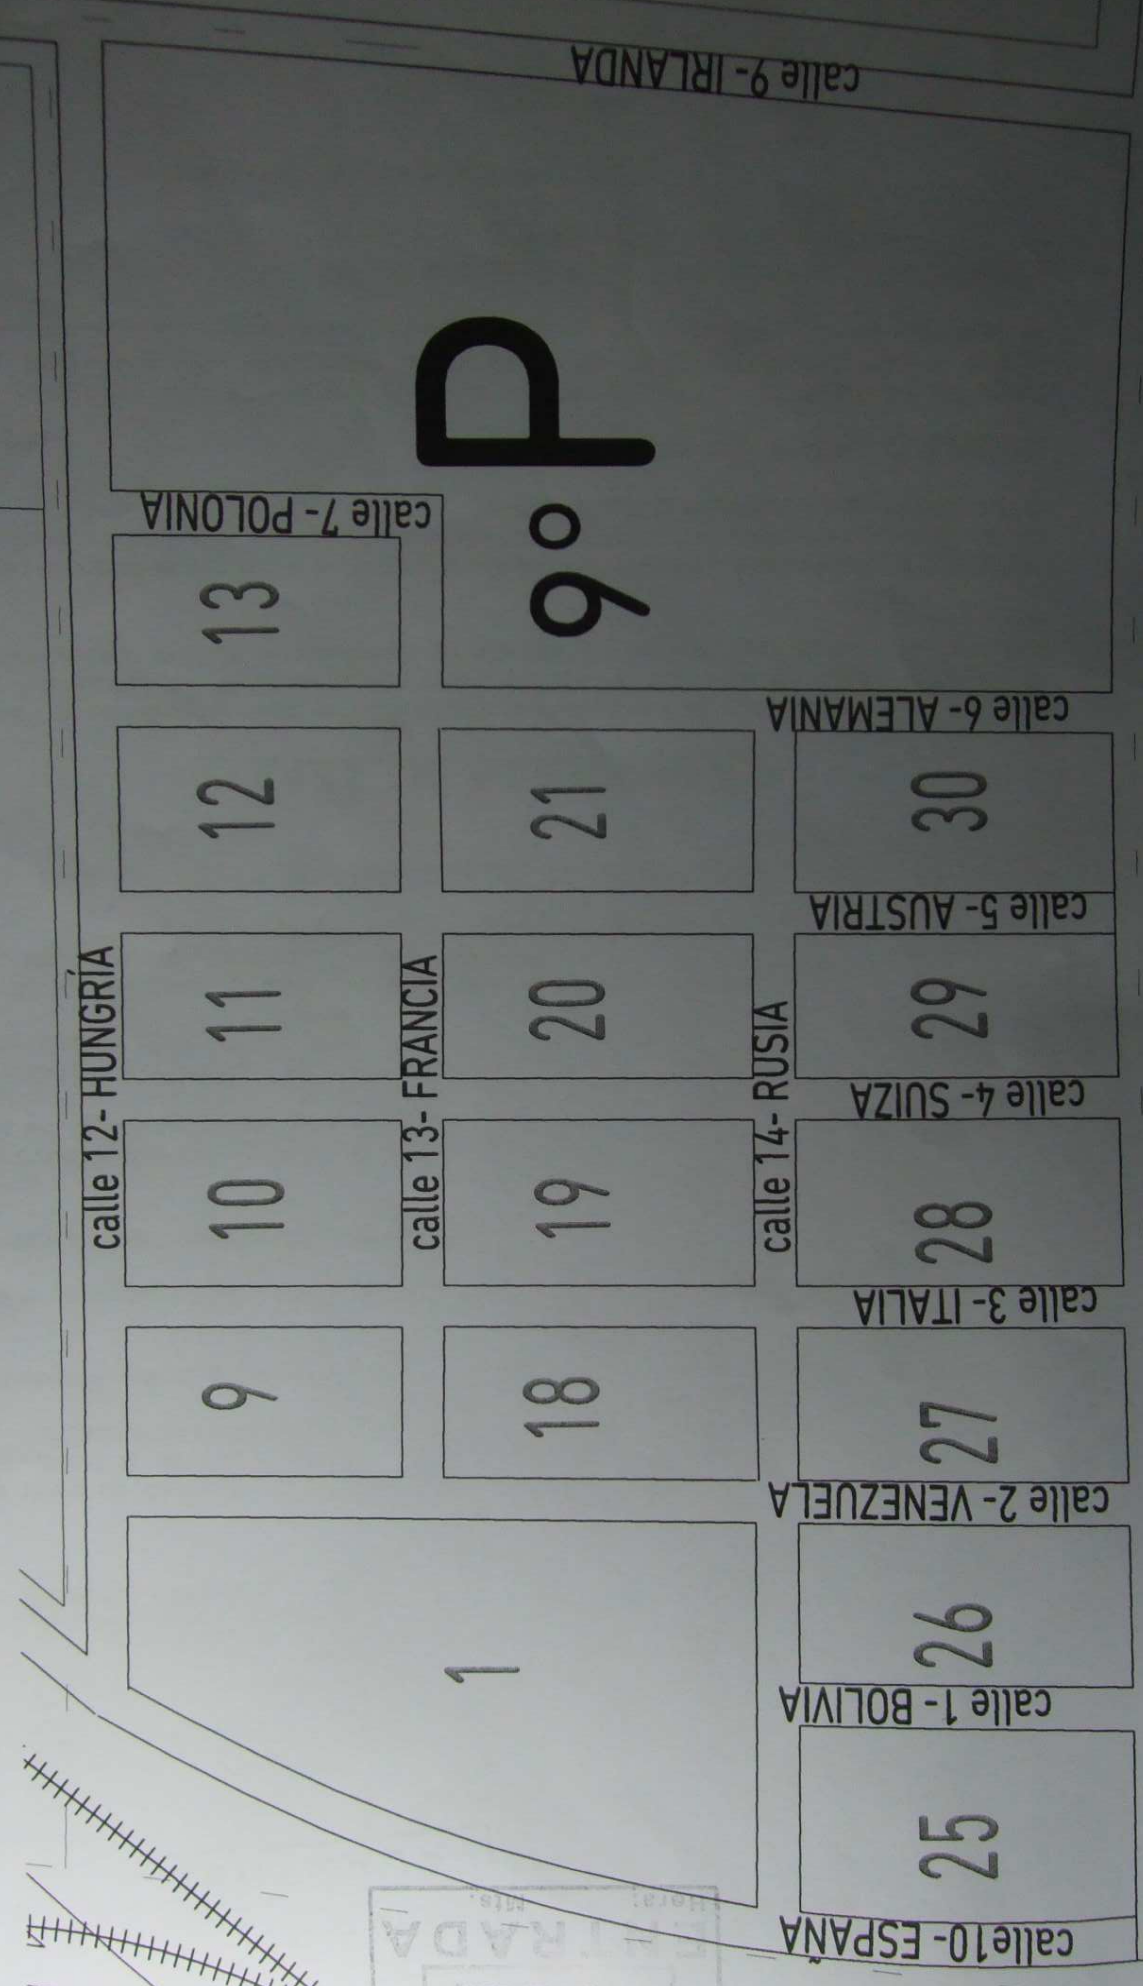 calle 9- IRLANDA
9º P
calle 7- POLONIA
13
12
21
30
calle 6- ALEMANIA
calle 12- HUNGRÍA
11
calle 13- FRANCIA
20
calle 14- RUSIA
29
calle 5- AUSTRIA
10
19
28
calle 4- SUIZA
9
18
27
calle 3- ITALIA
1
26
calle 2- VENEZUELA
25
calle 1- BOLIVIA
calle10- ESPAÑA
ENTRADA